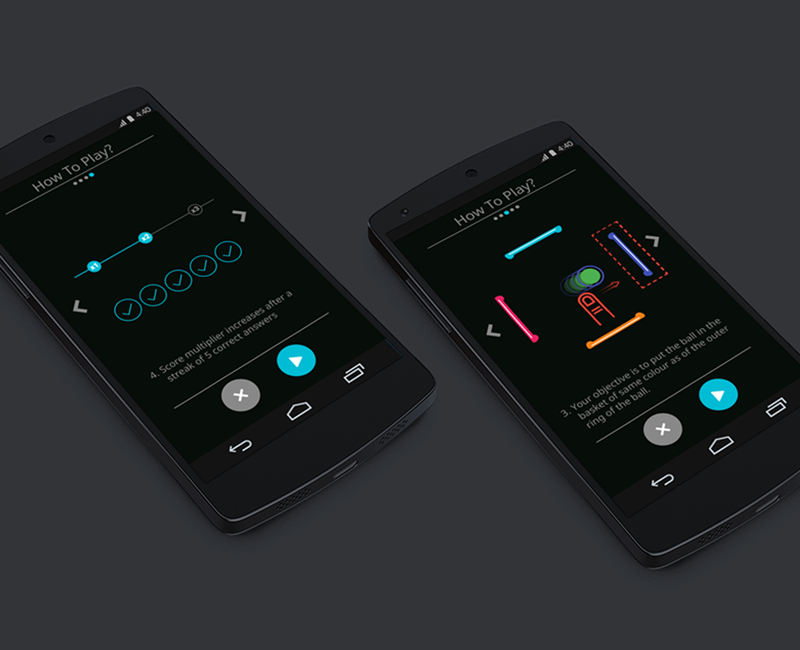 4:40
How To Play?
x1
x2
x3
4. Score multiplier increases after a
streak of 5 correct answers
4:40
How To Play?
3. Your objective is to put the ball in the
basket of same colour as of the outer
ring of the ball.